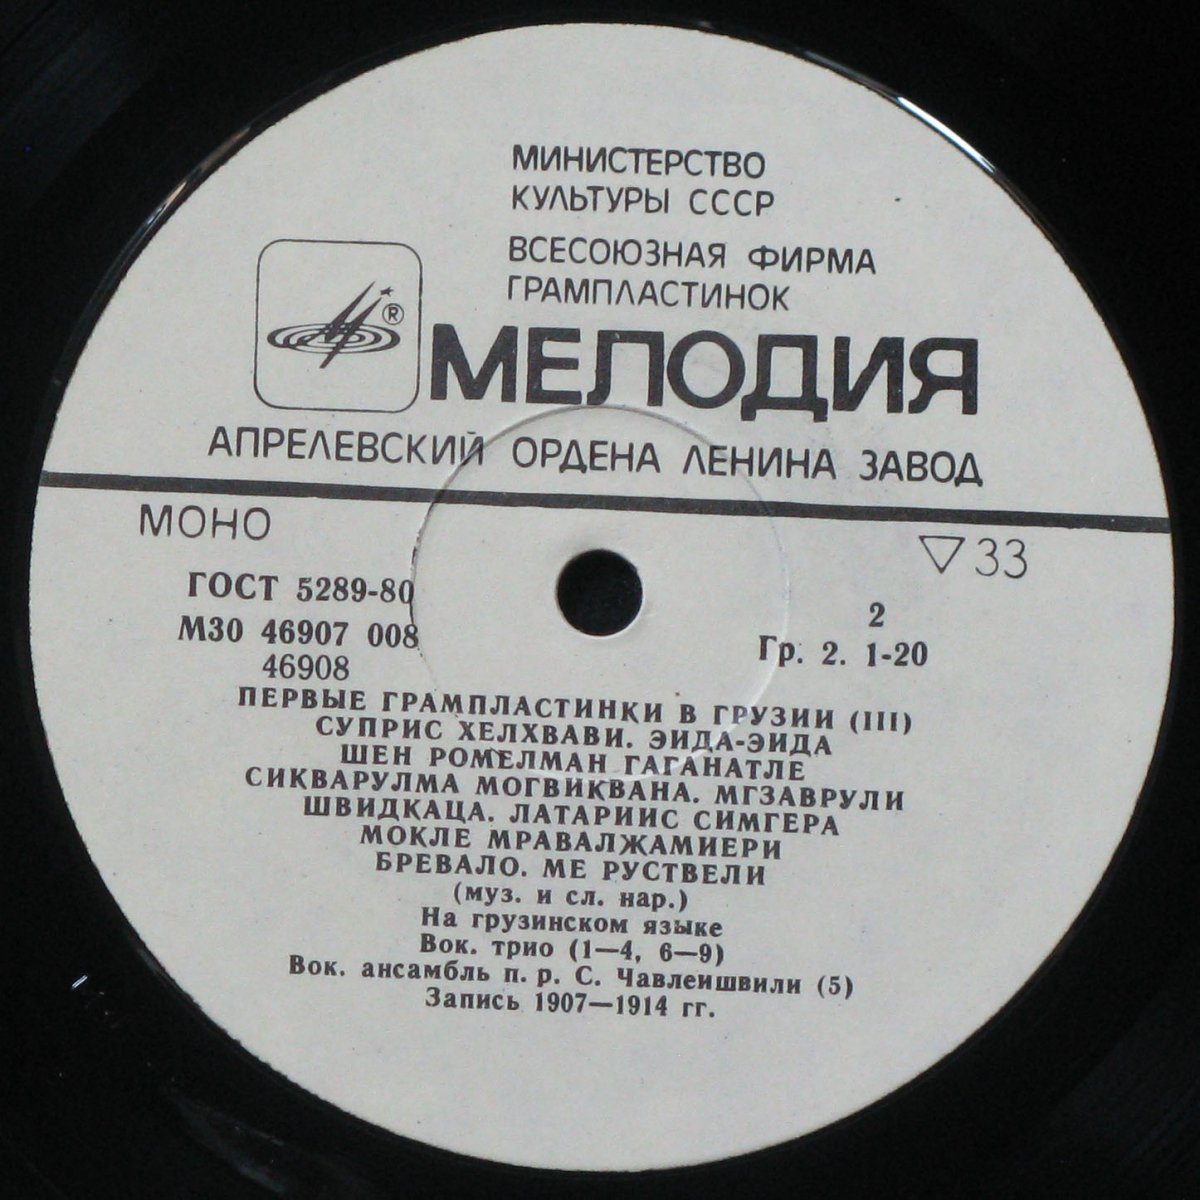 МИНИСТЕРСТВО
КУЛЬТУРЫ СССР
ВСЕСОЮЗНАЯ ФИРМА
ГРАМПЛАСТИНОК
®
МЕЛОДИЯ
АПРЕЛЕВСКИЙ ОРДЕНА ЛЕНИНА ЗАВОД
МОНО
▽33
ГОСТ 5289-80
М30 46907 008
46908
2
Гр. 2. 1-20
ПЕРВЫЕ ГРАМПЛАСТИНКИ В ГРУЗИИ (III)
СУПРИС ХЕЛХВАВИ. ЭИДА-ЭИДА
ШЕН РОМЕЛМАН ГАГАНАТЛЕ
СИКВАРУЛМА МОГВИКВАНА. МГЗАВРУЛИ
ШВИДКАЦА. ЛАТАРИИС СИМГЕРА
МОКЛЕ МРАВАЛЖАМИЕРИ
БРЕВАЛО. МЕ РУСТВЕЛИ
(муз. и сл. нар.)
На грузинском языке
Вок. трио (1—4, 6—9)
Вок. ансамбль п. р. С. Чавлеишвили (5)
Запись 1907—1914 гг.